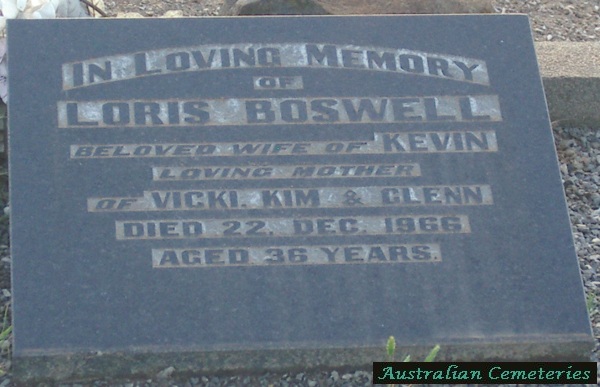 IN LOVING MEMORY
OF
LORIS BOSWELL
BELOVED WIFE OF KEVIN
LOVING MOTHER
OF VICKI, KIM & GLENN
DIED 22. DEC. 1966
AGED 36 YEARS.
Australian Cemeteries